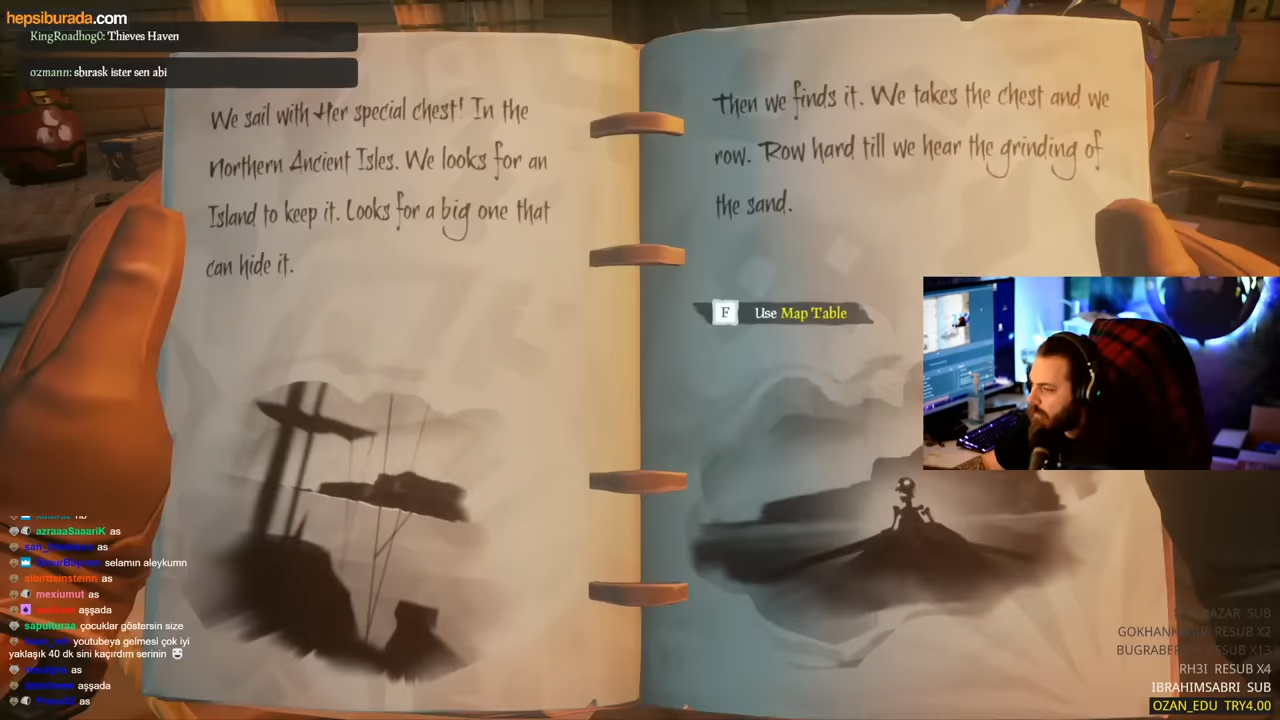 hepsiburada.com
KingRoadhog0: Thieves Haven
ozmann: sbırask ister sen abi
We sail with Her special chest! In the
Northern Ancient Isles. We looks for an
Island to keep it. Looks for a big one that
can hide it.
Then we finds it. We takes the chest and we
row. Row hard till we hear the grinding of
the sand.
F Use Map Table
azraaaSaaariK as
as
selamın aleykumn
as
mexiumut as
aşşada
sapulturaa çocuklar göstersin size
youtubeya gelmesi çok iyi
yaklaşık 40 dk sini kaçırdım serinin
as
aşşada
as
SUB
RESUB X2
RESUB X13
RH3I RESUB X4
IBRAHIMSABRI SUB
OZAN_EDU TRY4.00